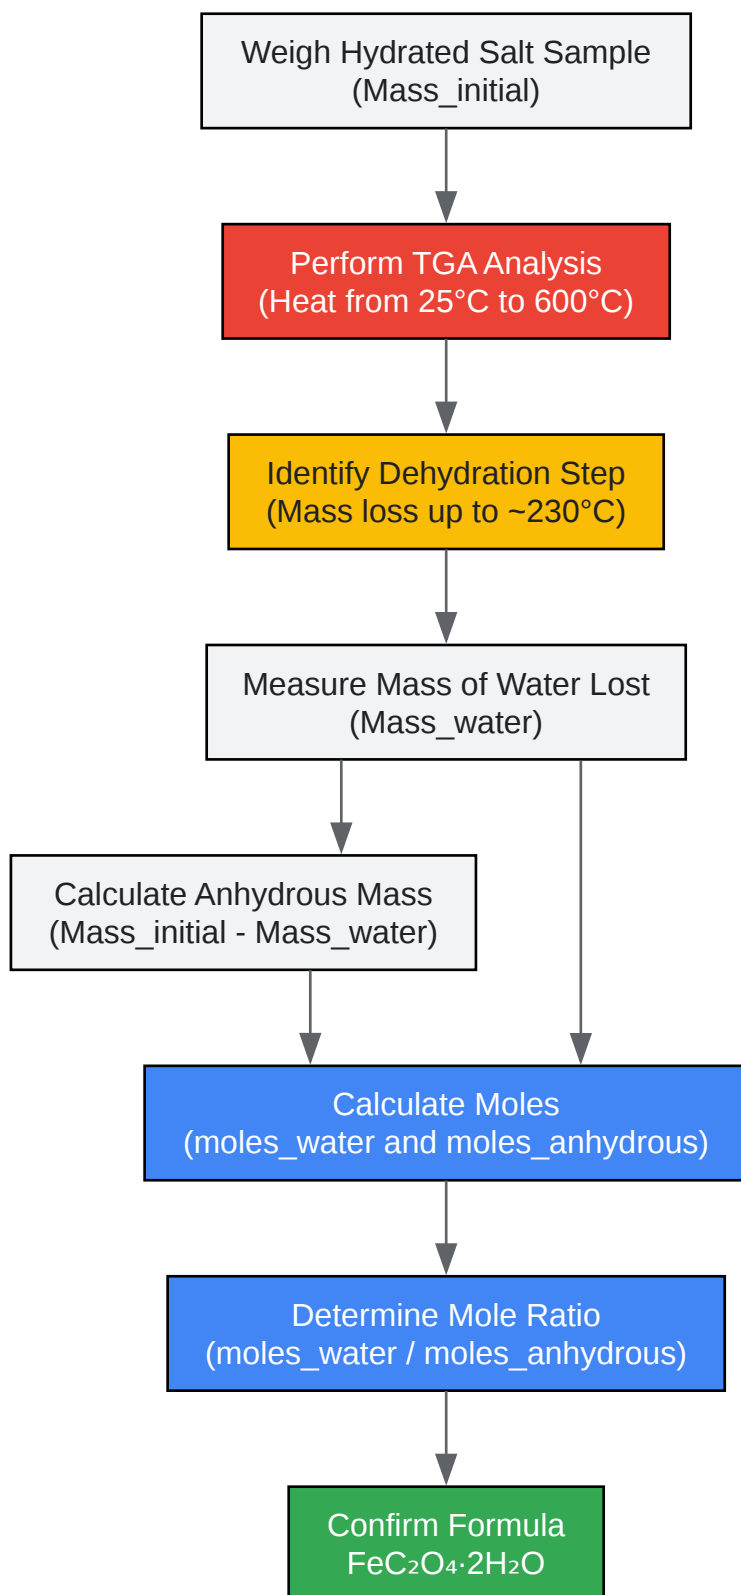 Weigh Hydrated Salt Sample
(Mass_initial)
Perform TGA Analysis
(Heat from 25°C to 600°C)
Identify Dehydration Step
(Mass loss up to ~230°C)
Measure Mass of Water Lost
(Mass_water)
Calculate Anhydrous Mass
(Mass_initial - Mass_water)
Calculate Moles
(moles_water and moles_anhydrous)
Determine Mole Ratio
(moles_water / moles_anhydrous)
Confirm Formula
FeC₂O₄·2H₂O